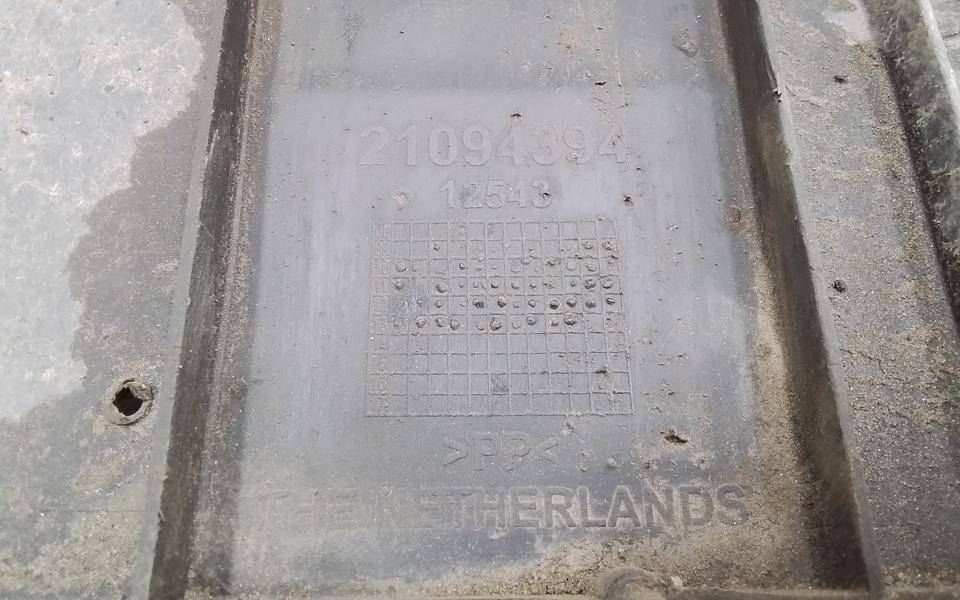 21094394
12543
>PP<
THE NETHERLANDS